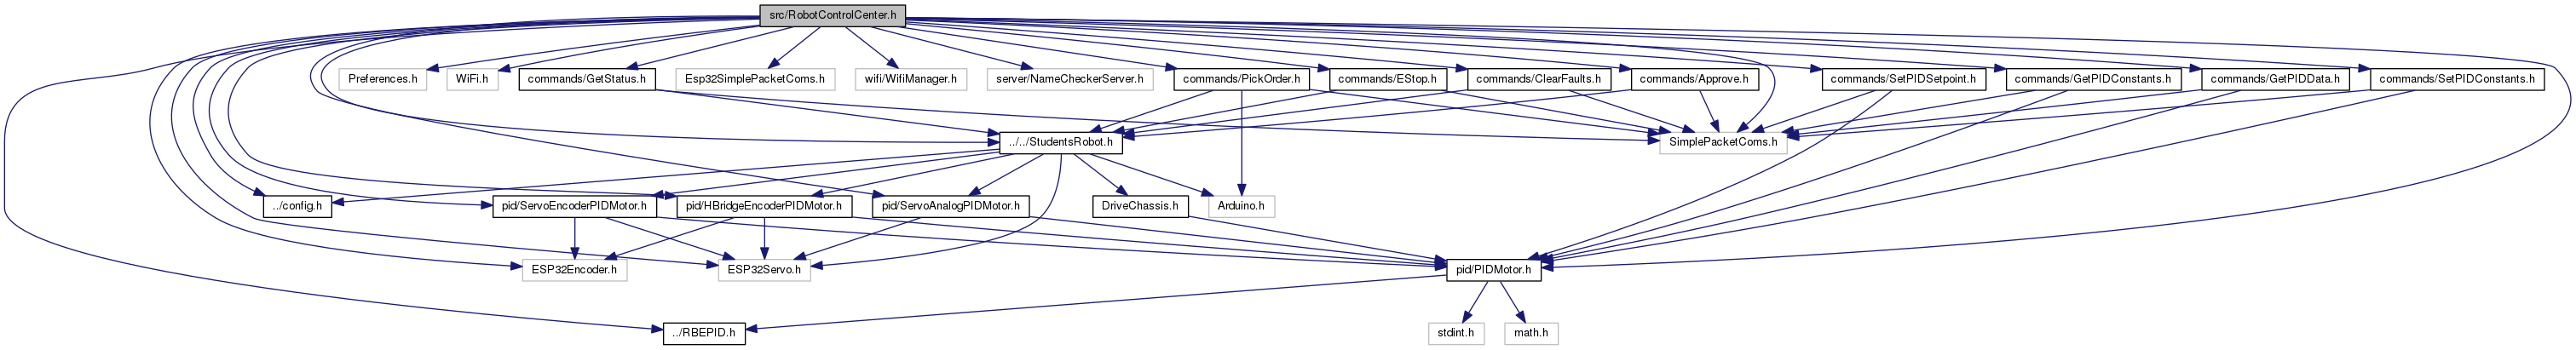 src/RobotControlCenter.h
Preferences.h
WiFi.h
commands/GetStatus.h
Esp32SimplePacketComs.h
wifi/WifiManager.h
server/NameCheckerServer.h
commands/PickOrder.h
commands/EStop.h
commands/ClearFaults.h
commands/Approve.h
commands/SetPIDSetpoint.h
commands/GetPIDConstants.h
commands/GetPIDData.h
commands/SetPIDConstants.h
../../StudentsRobot.h
SimplePacketComs.h
../config.h
pid/ServoEncoderPIDMotor.h
pid/HBridgeEncoderPIDMotor.h
pid/ServoAnalogPIDMotor.h
DriveChassis.h
Arduino.h
ESP32Encoder.h
ESP32Servo.h
pid/PIDMotor.h
../RBEPID.h
stdint.h
math.h